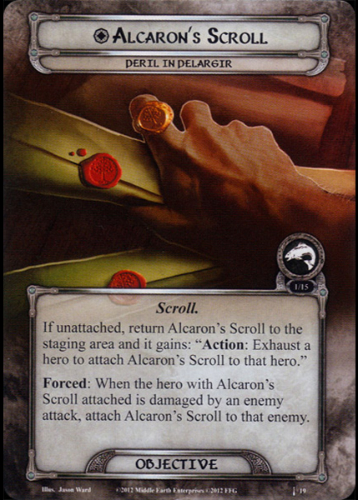 Alcaron's Scroll
Peril in Pelargir
1/15
Scroll.
If unattached, return Alcaron's Scroll to the
staging area and it gains: “Action: Exhaust a
hero to attach Alcaron's Scroll to that hero.”
Forced: When the hero with Alcaron's
Scroll attached is damaged by an enemy
attack, attach Alcaron's Scroll to that enemy.
OBJECTIVE
Illus. Jason Ward ©2012 Middle Earth Enterprises ©2012 FFG 19